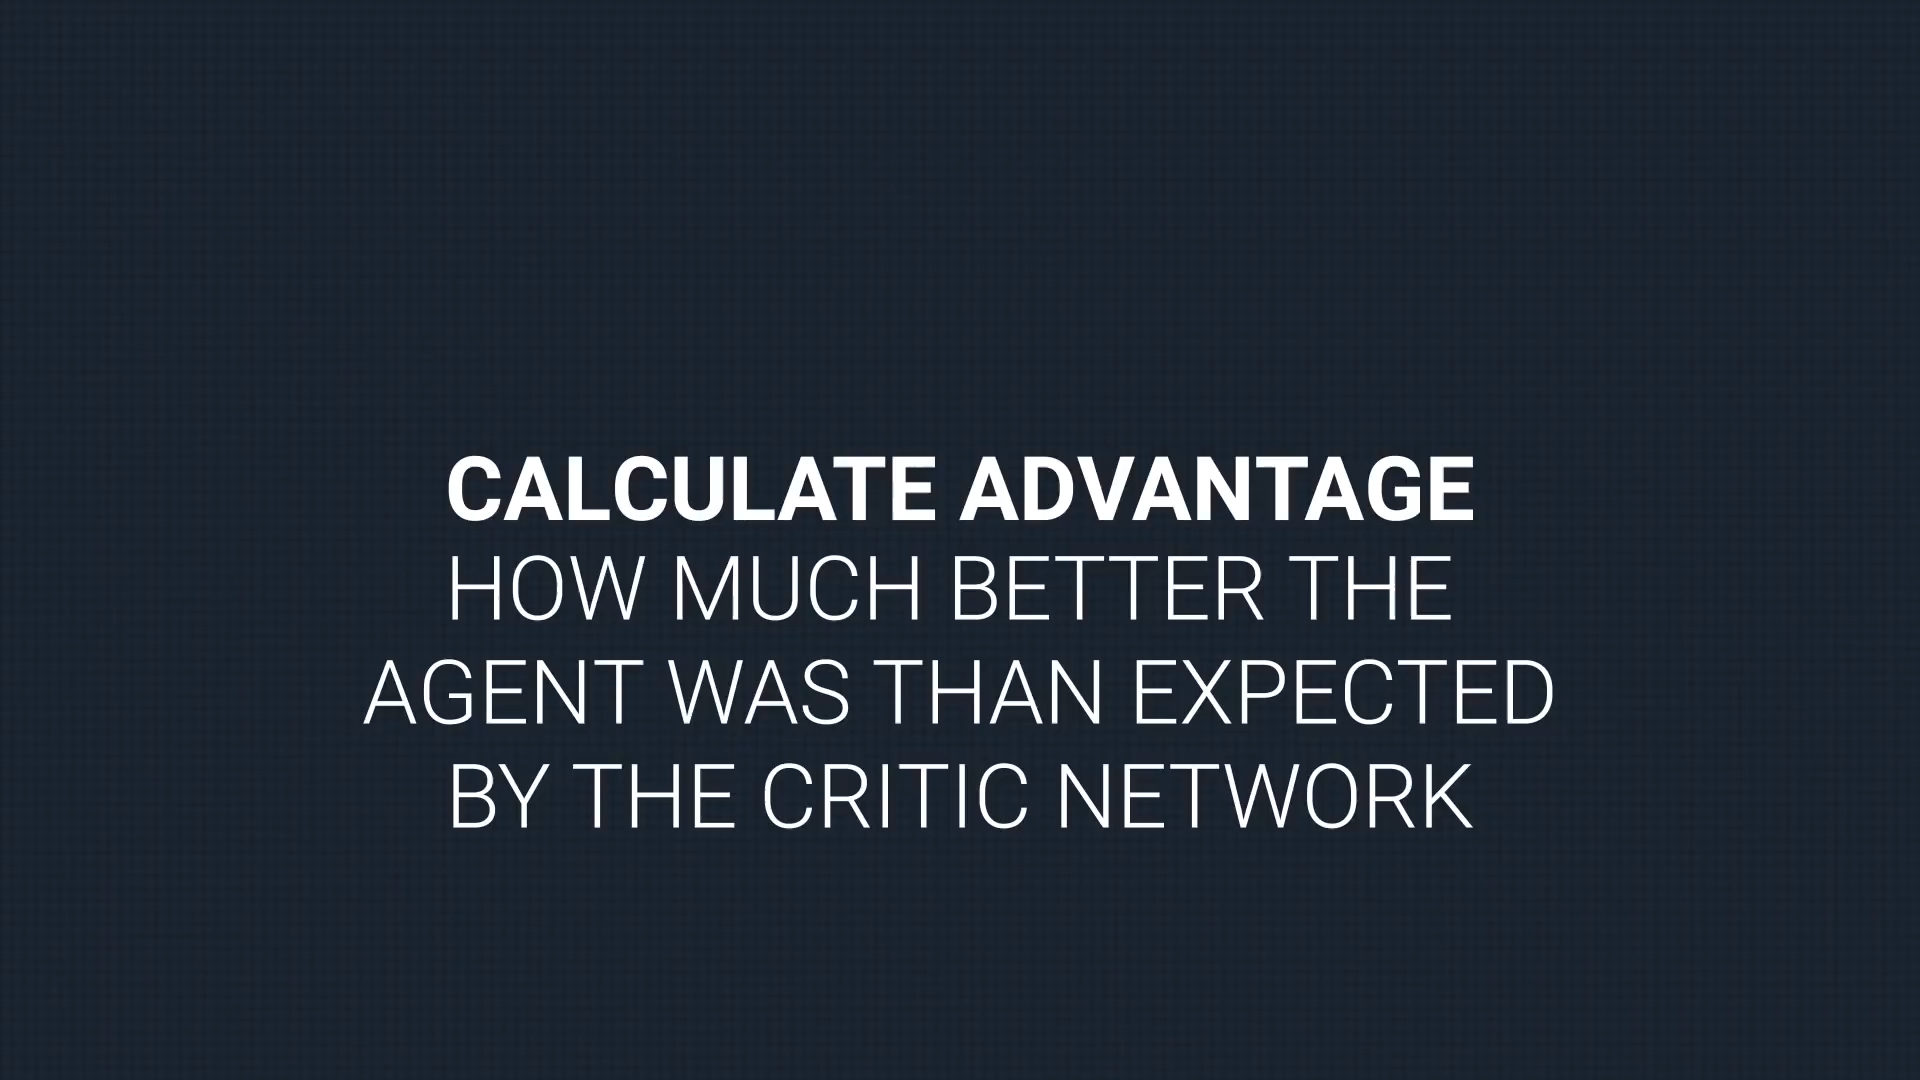 CALCULATE ADVANTAGE
HOW MUCH BETTER THE
AGENT WAS THAN EXPECTED
BY THE CRITIC NETWORK